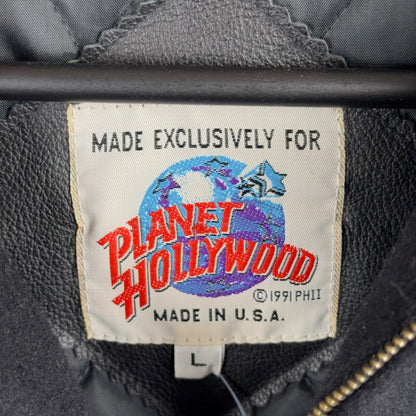 MADE EXCLUSIVELY FOR
PLANET
HOLLYWOOD
© 1991 PHII
MADE IN U.S.A.
L